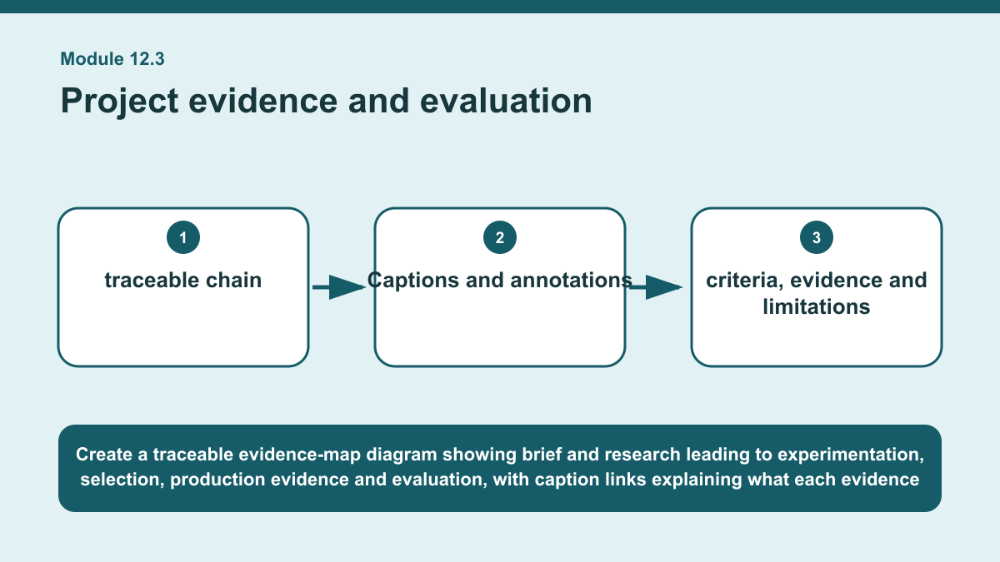 Module 12.3
Project evidence and evaluation
1
traceable chain
2
Captions and annotations
3
criteria, evidence and
limitations
Create a traceable evidence-map diagram showing brief and research leading to experimentation,
selection, production evidence and evaluation, with caption links explaining what each evidence